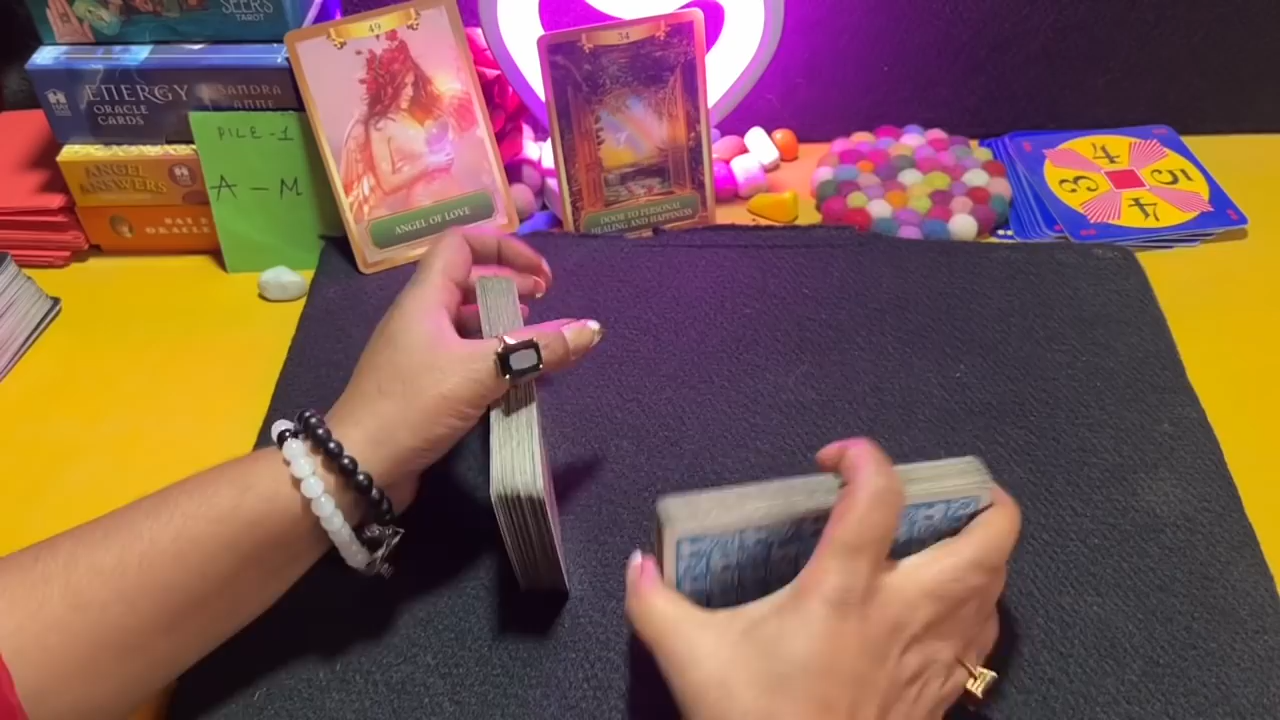 SEERS
TAROT
ENERGY
ORACLE
CARDS
SANDRA
ANNE
HAY
ANGEL
ANSWERS
ORACLE
PILE-1
A-M
49
ANGEL OF LOVE
34
DOOR TO PERSONAL
HEALING AND HAPPINESS
4
3
5
4